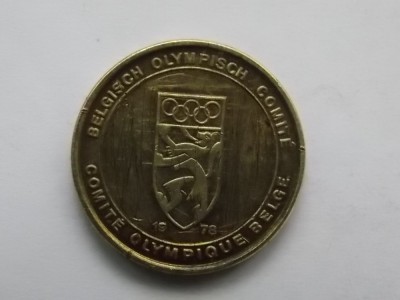 BELGISCH OLYMPISCH COMITÉ
19 78
COMITÉ OLYMPIQUE BELGE